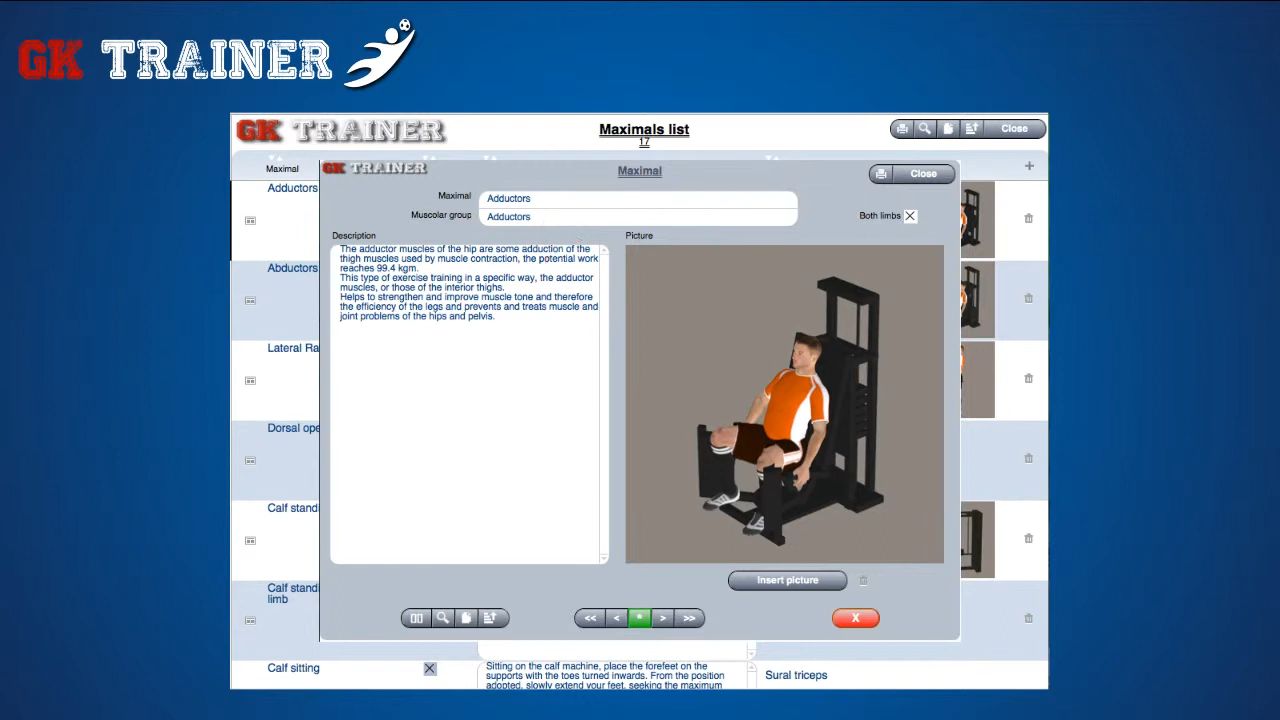 GK TRAINER
GK TRAINER
Maximals list
17
Close
Maximal
GK TRAINER
Maximal
Close
Maximal
Adductors
Muscolar group
Adductors
Both limbs
Description
Picture
The adductor muscles of the hip are some adduction of the
thigh muscles used by muscle contraction, the potential work
reaches 99.4 kgm.
This type of exercise training in a specific way, the adductor
muscles, or those of the interior thighs.
Helps to strengthen and improve muscle tone and therefore
the efficiency of the legs and prevents and treats muscle and
joint problems of the hips and pelvis.
Insert picture
<< < * > >>
X
Adductors
Abductors
Lateral Ra
Dorsal ope
Calf standi
Calf standi
limb
Calf sitting
Sitting on the calf machine, place the forefeet on the
supports with the toes turned inwards. From the position
adopted, slowly extend your feet, seeking the maximum
Sural triceps